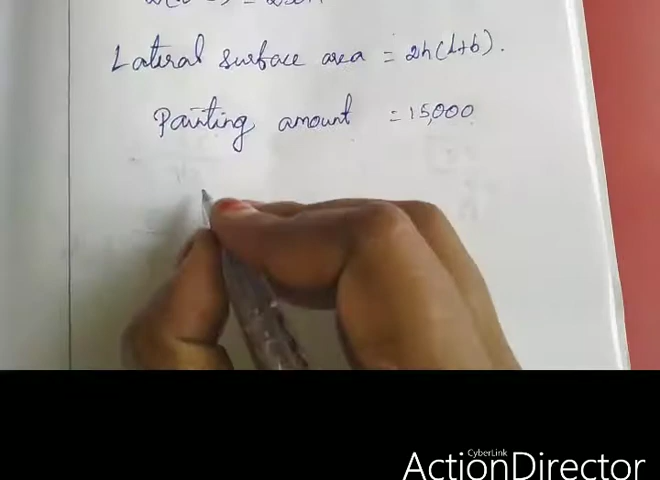 Lateral surface area = 2h(l+b).
Painting amount = 15,000
CyberLink
ActionDirector